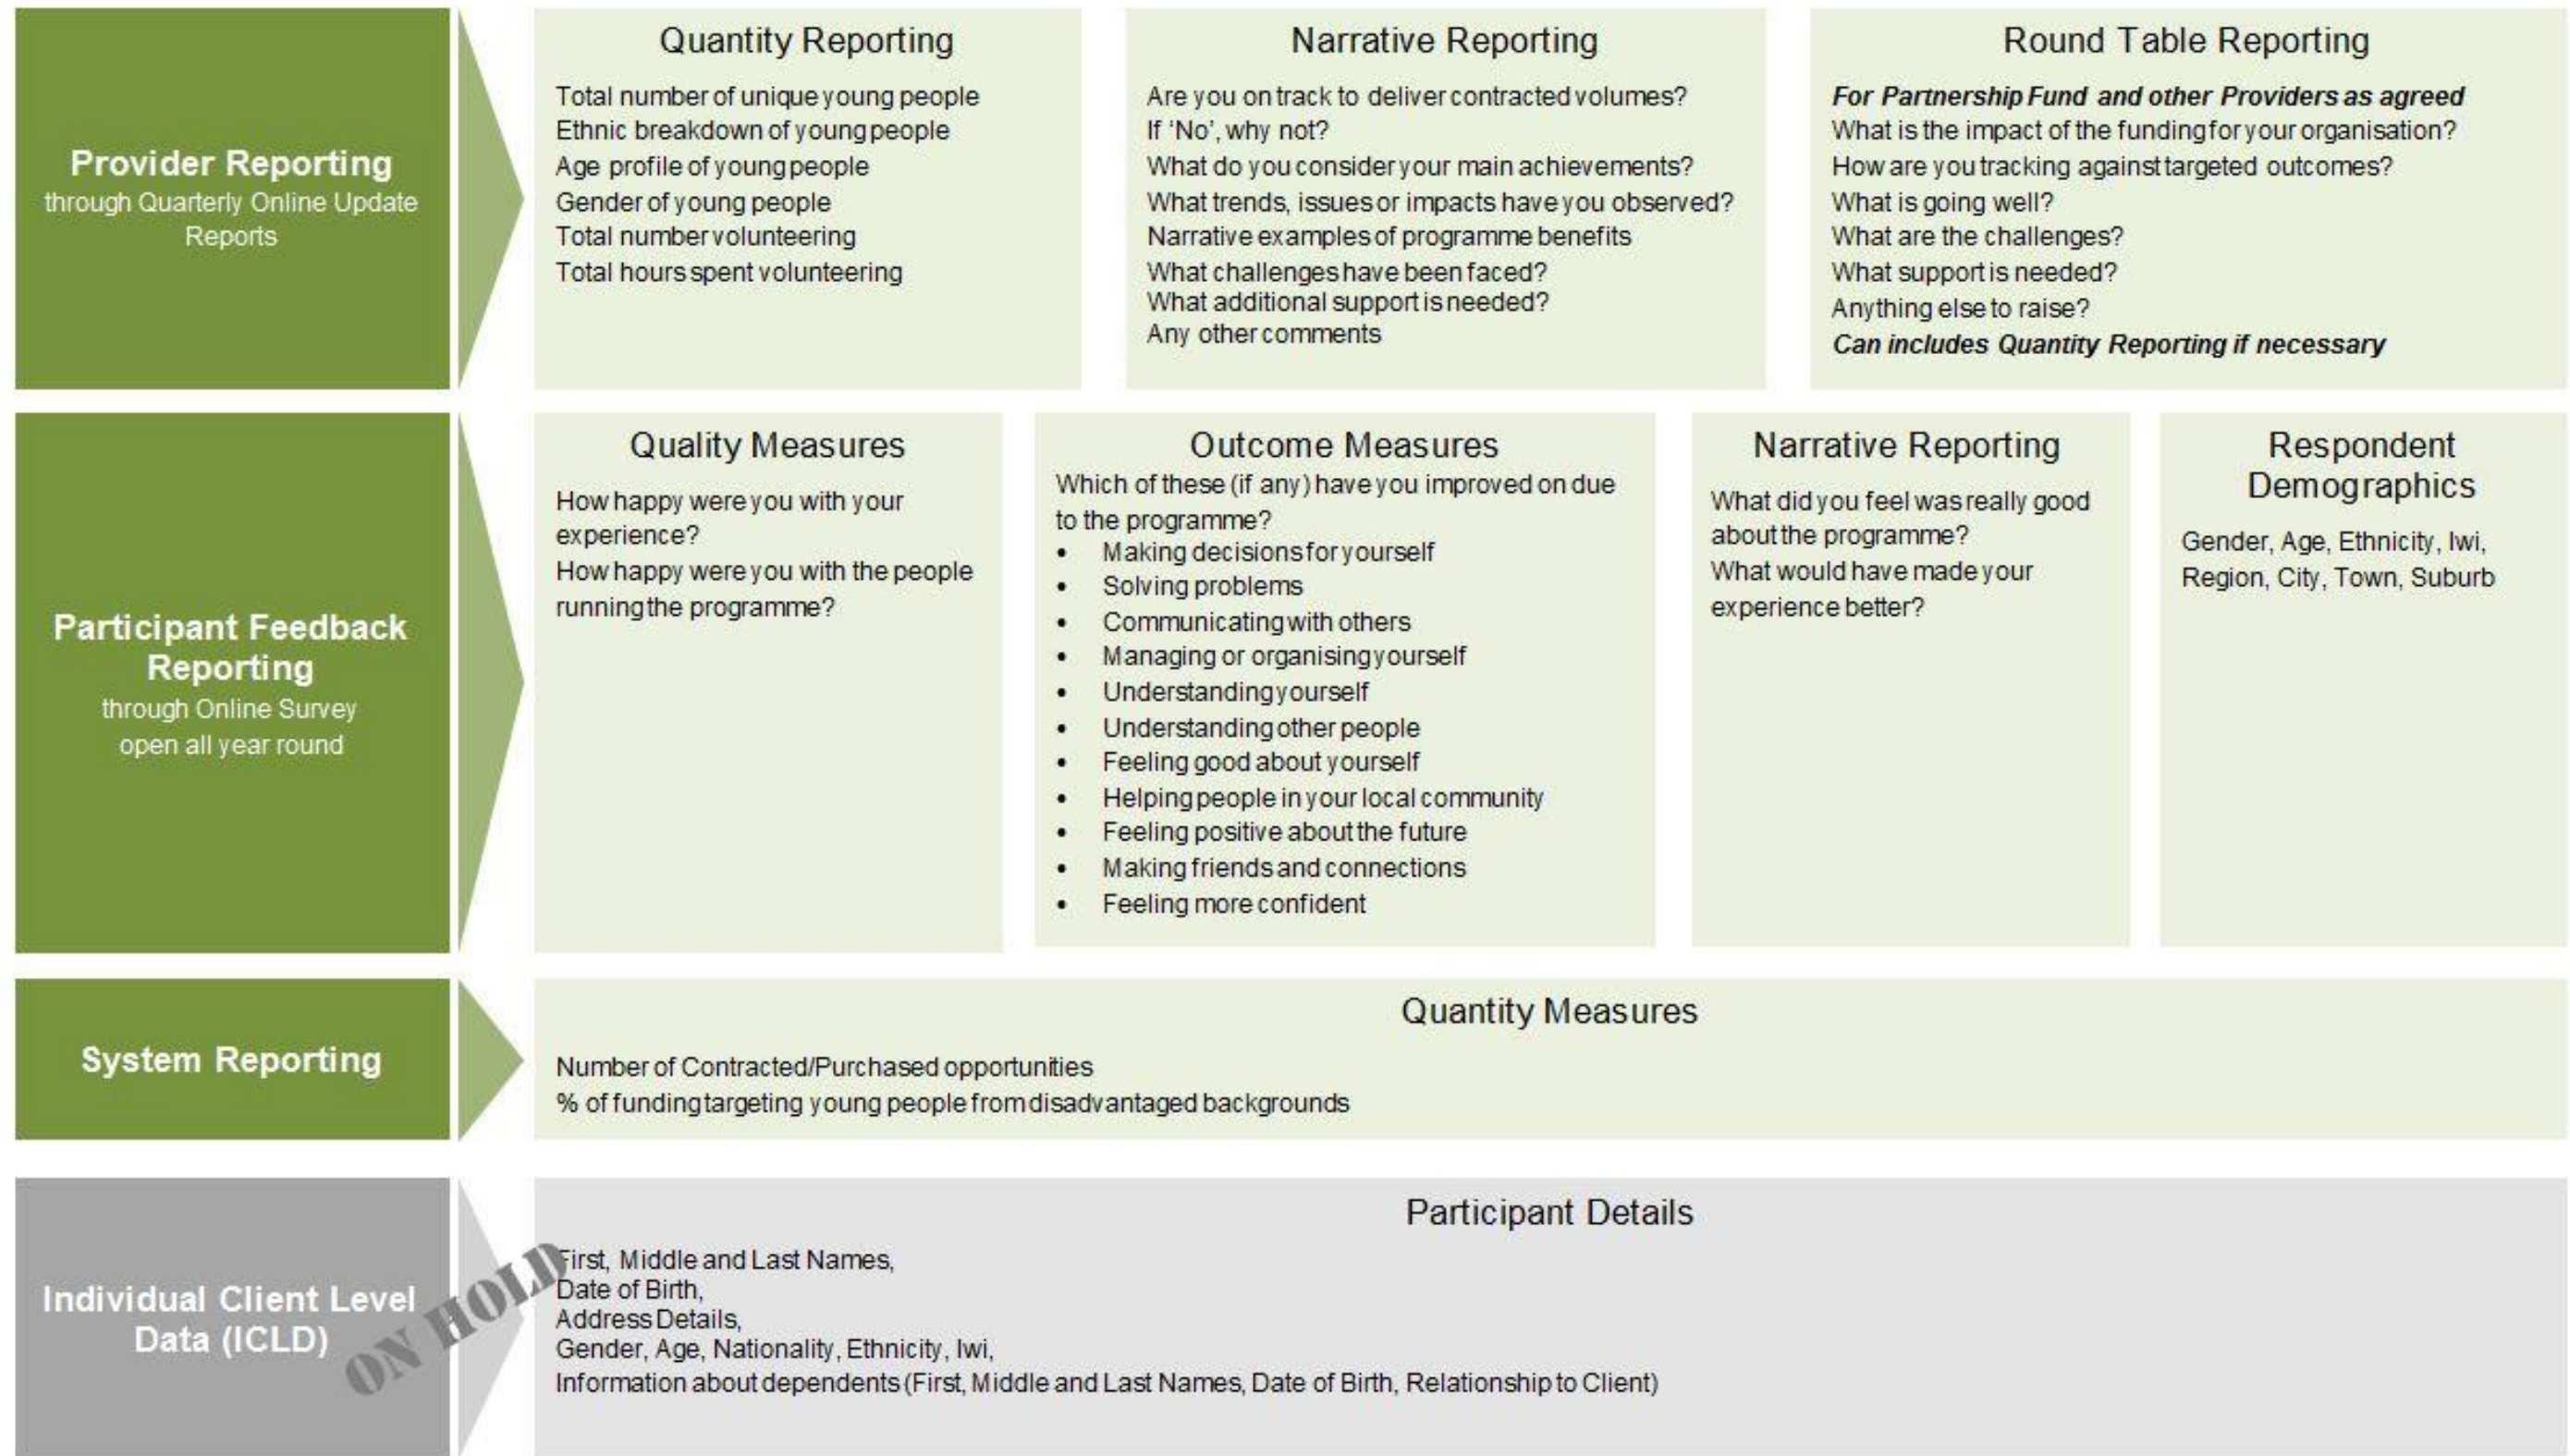 Provider Reporting
through Quarterly Online Update
Reports
Quantity Reporting
Total number of unique young people
Ethnic breakdown of young people
Age profile of young people
Gender of young people
Total number volunteering
Total hours spent volunteering
Narrative Reporting
Are you on track to deliver contracted volumes?
If ‘No’, why not?
What do you consider your main achievements?
What trends, issues or impacts have you observed?
Narrative examples of programme benefits
What challenges have been faced?
What additional support is needed?
Any other comments
Round Table Reporting
For Partnership Fund and other Providers as agreed
What is the impact of the funding for your organisation?
How are you tracking against targeted outcomes?
What is going well?
What are the challenges?
What support is needed?
Anything else to raise?
Can includes Quantity Reporting if necessary
Participant Feedback
Reporting
through Online Survey
open all year round
Quality Measures
How happy were you with your
experience?
How happy were you with the people
running the programme?
Outcome Measures
Which of these (if any) have you improved on due
to the programme?
• Making decisions for yourself
• Solving problems
• Communicating with others
• Managing or organising yourself
• Understanding yourself
• Understanding other people
• Feeling good about yourself
• Helping people in your local community
• Feeling positive about the future
• Making friends and connections
• Feeling more confident
Narrative Reporting
What did you feel was really good
about the programme?
What would have made your
experience better?
Respondent
Demographics
Gender, Age, Ethnicity, Iwi,
Region, City, Town, Suburb
System Reporting
Quantity Measures
Number of Contracted/Purchased opportunities
% of funding targeting young people from disadvantaged backgrounds
Individual Client Level
Data (ICLD)
ON HOLD
Participant Details
First, Middle and Last Names,
Date of Birth,
Address Details,
Gender, Age, Nationality, Ethnicity, Iwi,
Information about dependents (First, Middle and Last Names, Date of Birth, Relationship to Client)